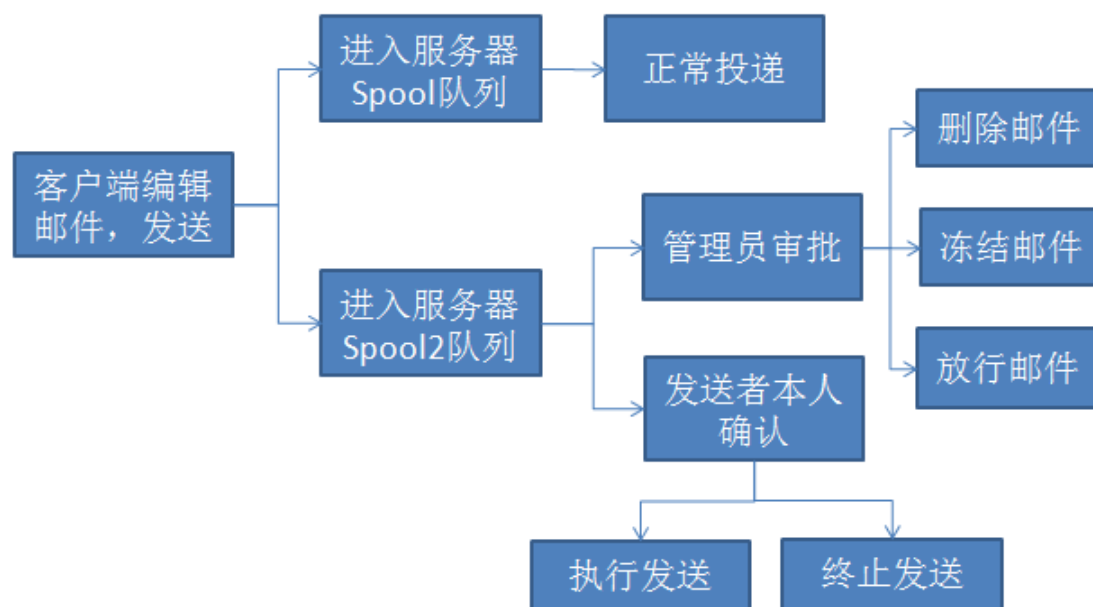 进入服务器
Spool队列
正常投递
删除邮件
客户端编辑
邮件，发送
管理员审批
冻结邮件
进入服务器
Spool2队列
放行邮件
发送者本人
确认
执行发送
终止发送